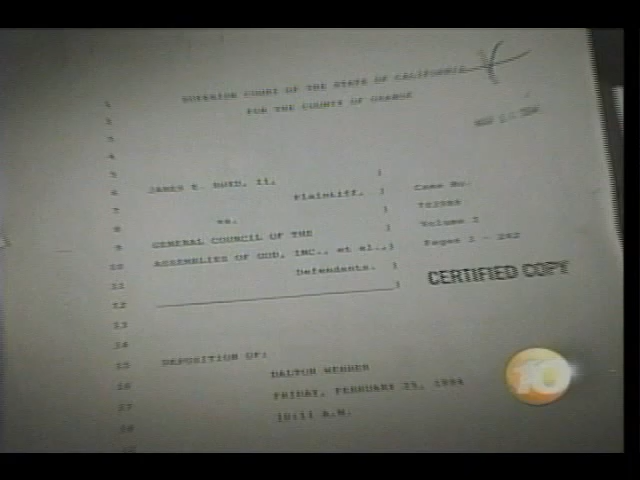 1 SUPERIOR COURT OF THE STATE OF CALIFORNIA
2 FOR THE COUNTY OF ORANGE
3
4
5 )
6 JAMES E. II, )
7 Plaintiff, ) Case No.
8 vs. )
9 GENERAL COUNCIL OF THE ) Volume
10 ASSEMBLIES OF GOD, INC., et al., ) Pages 1 - 242
11 Defendants. )
12 )
CERTIFIED COPY
13
14
15 DEPOSITION OF:
16 DALTON WEBBER
17 FRIDAY, FEBRUARY 25, 1994
18 10:11 A.M.
10